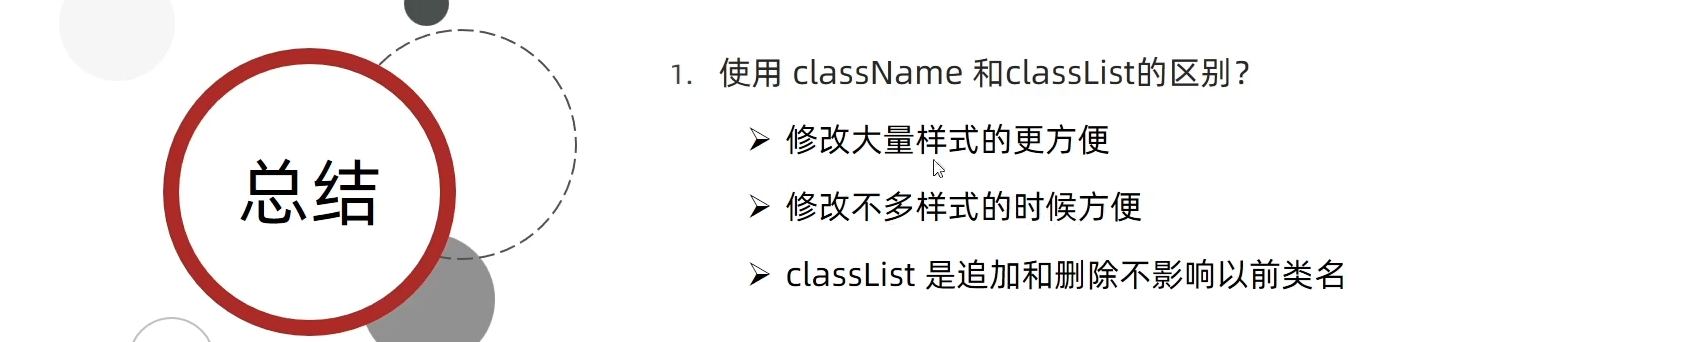 总结
1. 使用 className 和classList的区别？
➢ 修改大量样式的更方便
➢ 修改不多样式的时候方便
➢ classList 是追加和删除不影响以前类名